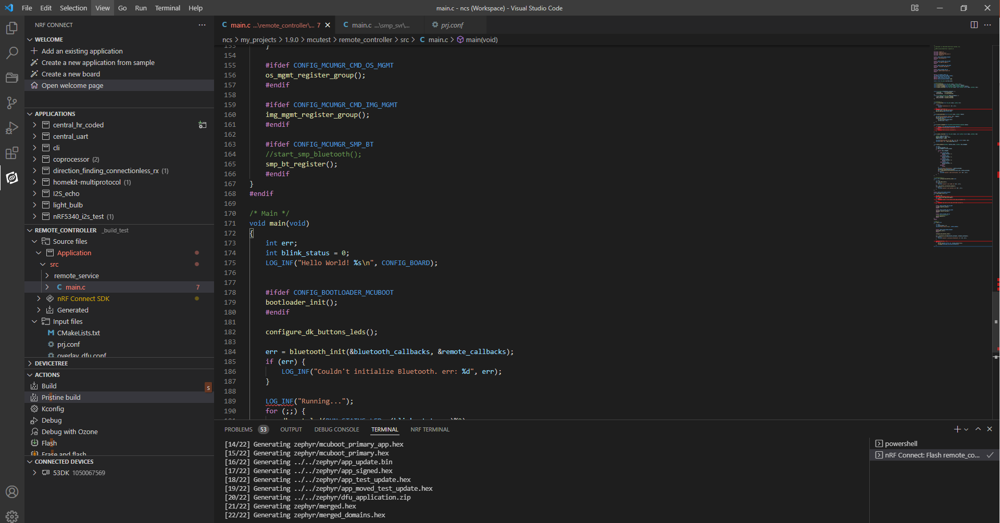 File Edit Selection View Go Run Terminal Help
main.c - ncs (Workspace) - Visual Studio Code
NRF CONNECT
WELCOME
Add an existing application
Create a new application from sample
Create a new board
Open welcome page
APPLICATIONS
central_hr_coded
central_uart
cli
coprocessor (2)
direction_finding_connectionless_rx (1)
homekit-multiprotocol (1)
I2S_echo
light_bulb
nRF5340_i2s_test (1)
REMOTE_CONTROLLER _build_test
Source files
Application
src
remote_service
C main.c 7
nRF Connect SDK
Generated
Input files
M CMakeLists.txt
prj.conf
overlay_dfu.conf
DEVICETREE
ACTIONS
Build
s
Pristine build
Kconfig
Debug
Debug with Ozone
Flash
Erase and flash
CONNECTED DEVICES
53DK 1050067569
C main.c ...\remote_controller\... 7
C main.c ...\smp_svr\...
prj.conf
ncs > my_projects > 1.9.0 > mcutest > remote_controller > src > C main.c > main(void)
153 }
154
155 #ifdef CONFIG_MCUMGR_CMD_OS_MGMT
156 os_mgmt_register_group();
157 #endif
158
159 #ifdef CONFIG_MCUMGR_CMD_IMG_MGMT
160 img_mgmt_register_group();
161 #endif
162
163 #ifdef CONFIG_MCUMGR_SMP_BT
164 //start_smp_bluetooth();
165 smp_bt_register();
166 #endif
167 }
168 #endif
169
170 /* Main */
171 void main(void)
172 {
173 int err;
174 int blink_status = 0;
175 LOG_INF("Hello World! %s\n", CONFIG_BOARD);
176
177
178 #ifdef CONFIG_BOOTLOADER_MCUBOOT
179 bootloader_init();
180 #endif
181
182 configure_dk_buttons_leds();
183
184 err = bluetooth_init(&bluetooth_callbacks, &remote_callbacks);
185 if (err) {
186 LOG_INF("Couldn't initialize Bluetooth. err: %d", err);
187 }
188
189 LOG_INF("Running...");
190 for (;;) {
PROBLEMS 53 OUTPUT DEBUG CONSOLE TERMINAL NRF TERMINAL
[14/22] Generating zephyr/mcuboot_primary_app.hex
[15/22] Generating zephyr/mcuboot_primary.hex
[16/22] Generating ../../zephyr/app_update.bin
[17/22] Generating ../../zephyr/app_signed.hex
[18/22] Generating ../../zephyr/app_test_update.hex
[19/22] Generating ../../zephyr/app_moved_test_update.hex
[20/22] Generating ../../zephyr/dfu_application.zip
[21/22] Generating zephyr/merged.hex
[22/22] Generating zephyr/merged_domains.hex
powershell
nRF Connect: Flash remote_co...